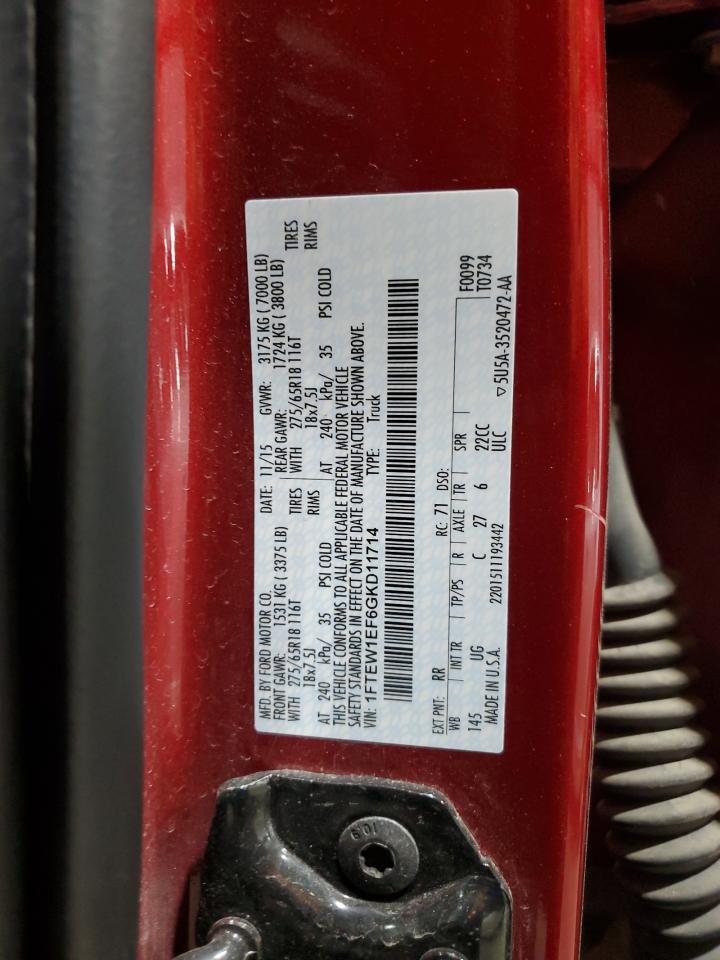 MFD. BY FORD MOTOR CO. DATE: 11/15 GVWR: 3175 KG ( 7000 LB)
FRONT GAWR: 1531 KG ( 3375 LB) REAR GAWR: 1724 KG ( 3800 LB)
WITH 275/65R18 116T TIRES WITH 275/65R18 116T TIRES
18x7.5J RIMS 18x7.5J RIMS
AT 240 kPa/ 35 PSI COLD AT 240 kPa/ 35 PSI COLD
THIS VEHICLE CONFORMS TO ALL APPLICABLE FEDERAL MOTOR VEHICLE
SAFETY STANDARDS IN EFFECT ON THE DATE OF MANUFACTURE SHOWN ABOVE.
VIN: 1FTEW1EF6GKD11714 TYPE: Truck
EXT PNT: RR RC: 71 DSO: F0099
WB INT TR TP/PS R AXLE TR SPR T0734
145 UG C 27 6 22CC
MADE IN U.S.A. 2201511193442 ULC ▽5U5A-3520472-AA
10.9